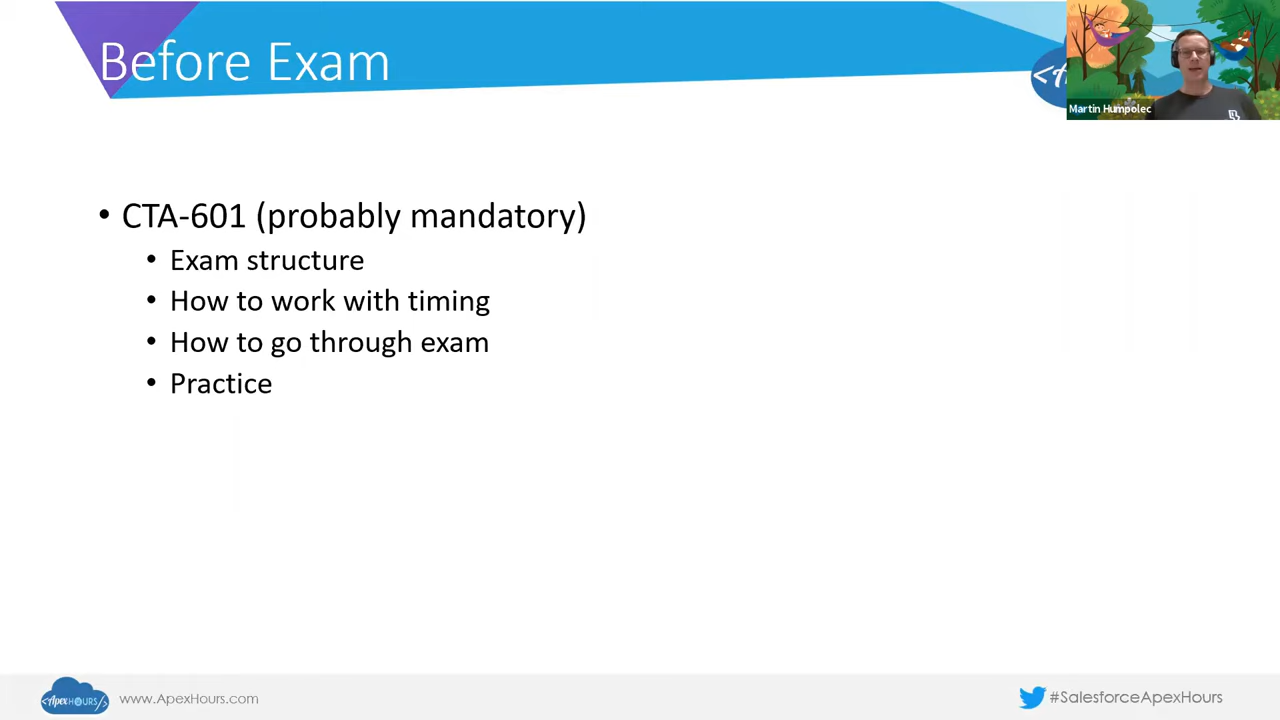 Before Exam
Martin Humpolec
• CTA-601 (probably mandatory)
• Exam structure
• How to work with timing
• How to go through exam
• Practice
<ApexHOURS/>
www.ApexHours.com
#SalesforceApexHours